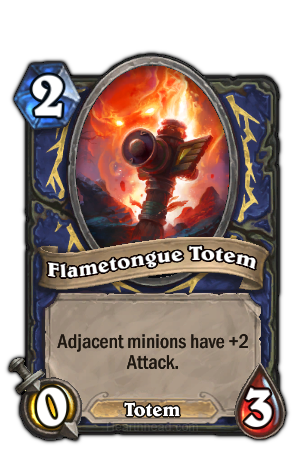 2
Flametongue Totem
Adjacent minions have +2
Attack.
0
Totem
3